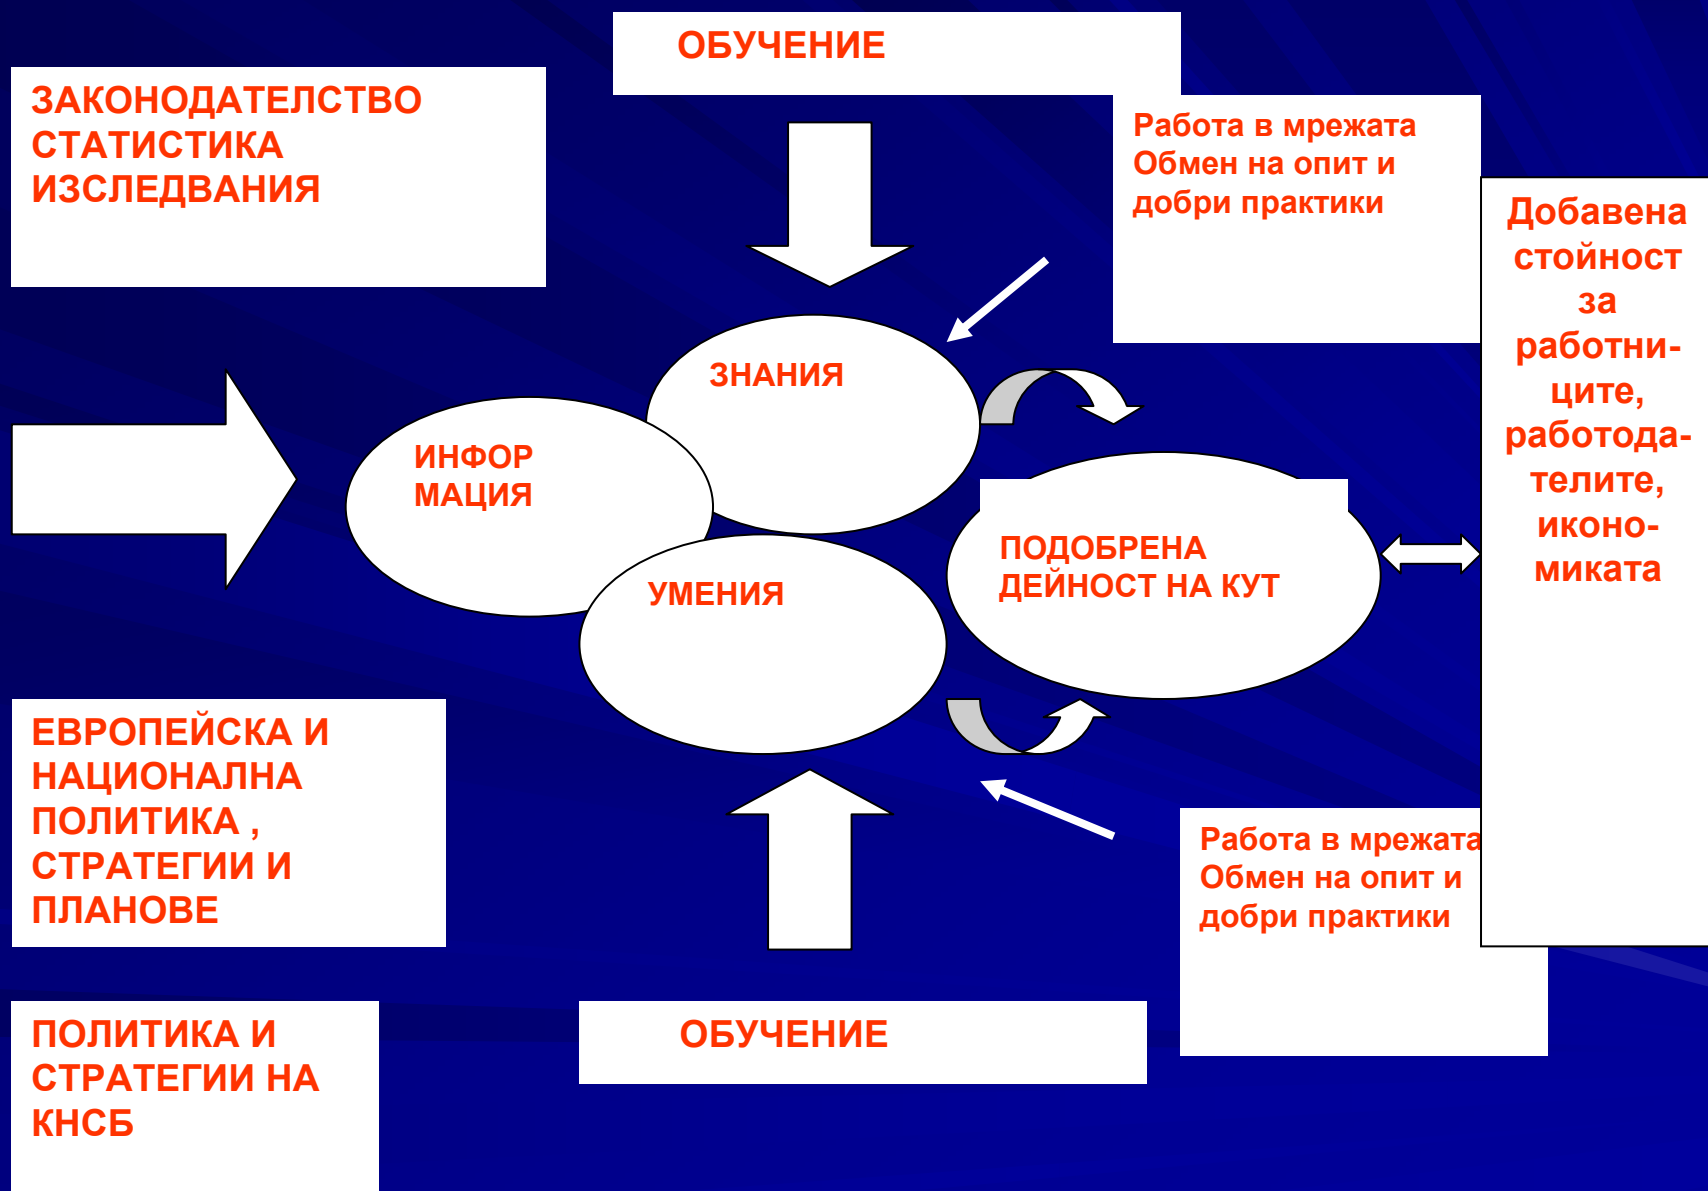 ОБУЧЕНИЕ
ЗАКОНОДАТЕЛСТВО
СТАТИСТИКА
ИЗСЛЕДВАНИЯ
Работа в мрежата
Обмен на опит и
добри практики
Добавена
стойност
за
работни-
ците,
работода-
телите,
иконо-
миката
ЗНАНИЯ
ИНФОР
МАЦИЯ
ПОДОБРЕНА
ДЕЙНОСТ НА КУТ
УМЕНИЯ
ЕВРОПЕЙСКА И
НАЦИОНАЛНА
ПОЛИТИКА ,
СТРАТЕГИИ И
ПЛАНОВЕ
Работа в мрежата
Обмен на опит и
добри практики
ПОЛИТИКА И
СТРАТЕГИИ НА
КНСБ
ОБУЧЕНИЕ